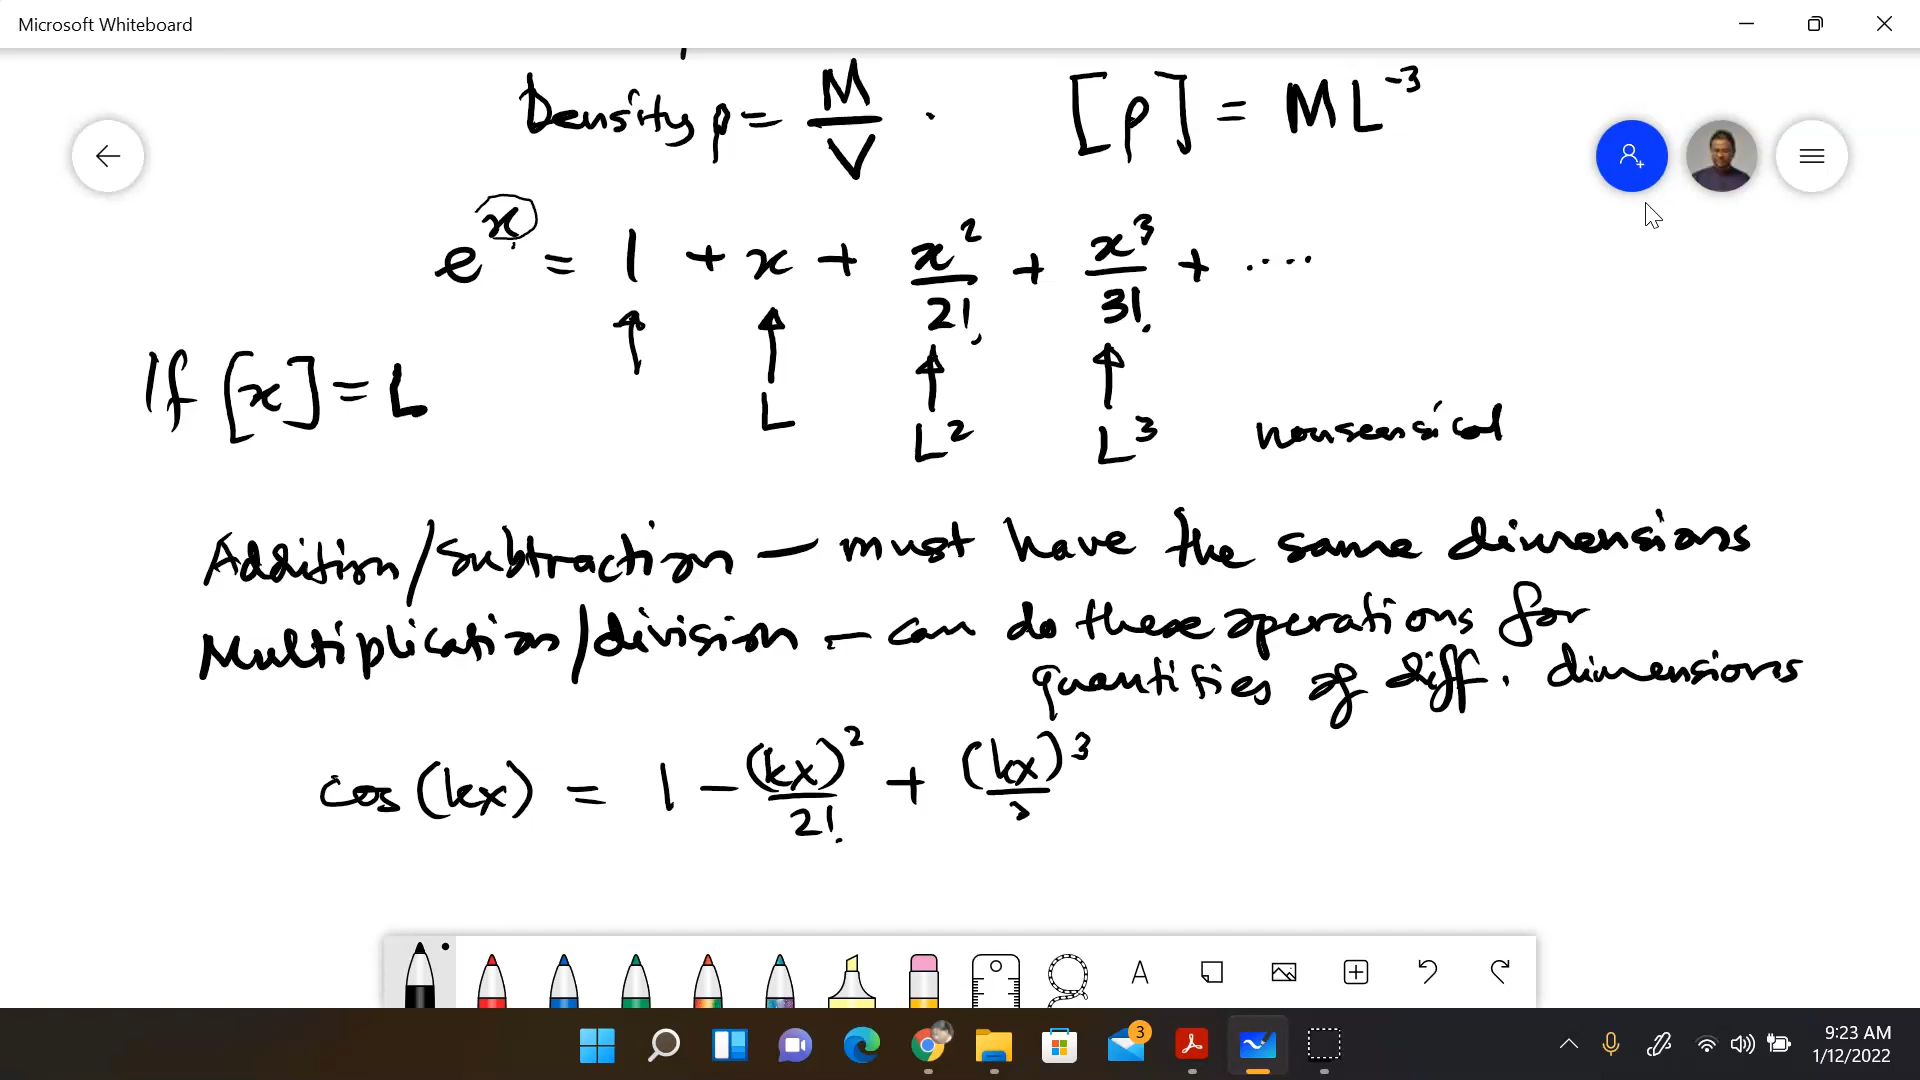 Microsoft Whiteboard
Density ρ = M/V . [ρ] = ML⁻³
e^x = 1 + x + x²/2! + x³/3! + ....
If [x] = L
L L² L³ nonsensical
Addition/Subtraction — must have the same dimensions
Multiplication/division — can do these operations for
quantities of diff. dimensions
cos (kx) = 1 - (kx)²/2! + (kx)³/
A
3
9:23 AM
1/12/2022